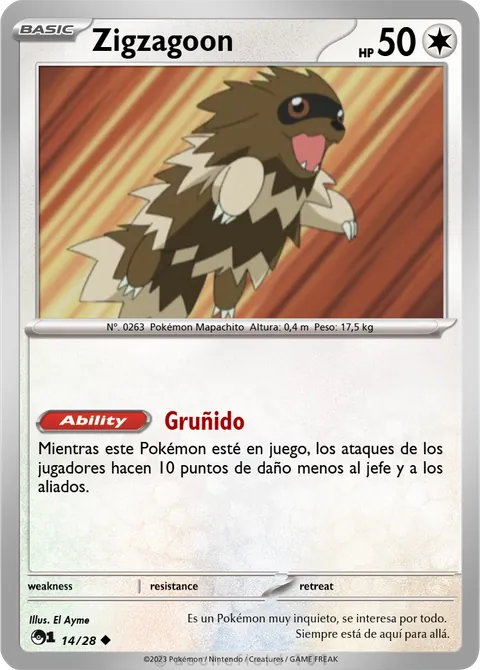 BASIC
Zigzagoon
HP 50
Nº. 0263 Pokémon Mapachito Altura: 0,4 m Peso: 17,5 kg
Ability Gruñido
Mientras este Pokémon esté en juego, los ataques de los
jugadores hacen 10 puntos de daño menos al jefe y a los
aliados.
weakness resistance retreat
Illus. El Ayme
Es un Pokémon muy inquieto, se interesa por todo.
1 14/28
Siempre está de aquí para allá.
©2023 Pokémon / Nintendo / Creatures / GAME FREAK